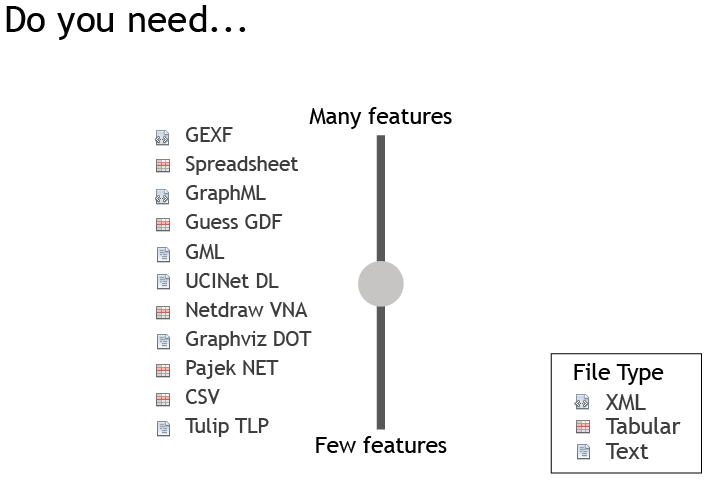 Do you need...
Many features
GEXF
Spreadsheet
GraphML
Guess GDF
GML
UCINet DL
Netdraw VNA
Graphviz DOT
Pajek NET
CSV
Tulip TLP
Few features
File Type
XML
Tabular
Text